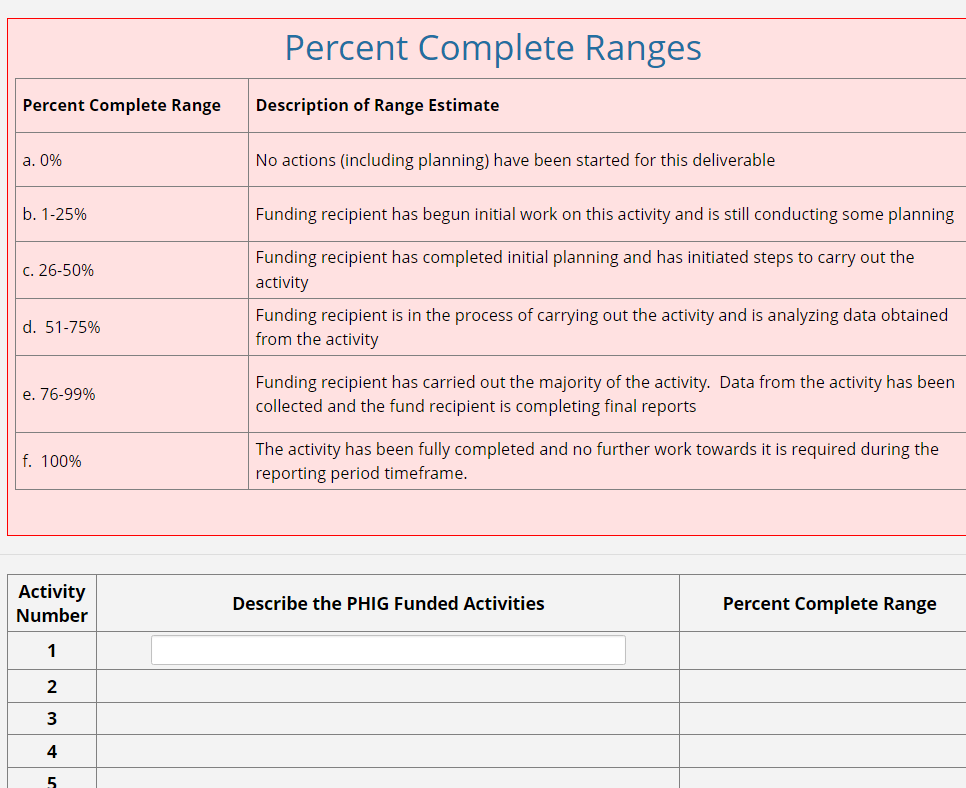 Percent Complete Ranges
Percent Complete Range
Description of Range Estimate
a. 0%
No actions (including planning) have been started for this deliverable
b. 1-25%
Funding recipient has begun initial work on this activity and is still conducting some planning
c. 26-50%
Funding recipient has completed initial planning and has initiated steps to carry out the
activity
d. 51-75%
Funding recipient is in the process of carrying out the activity and is analyzing data obtained
from the activity
e. 76-99%
Funding recipient has carried out the majority of the activity. Data from the activity has been
collected and the fund recipient is completing final reports
f. 100%
The activity has been fully completed and no further work towards it is required during the
reporting period timeframe.
Activity
Number
Describe the PHIG Funded Activities
Percent Complete Range
1
2
3
4
5